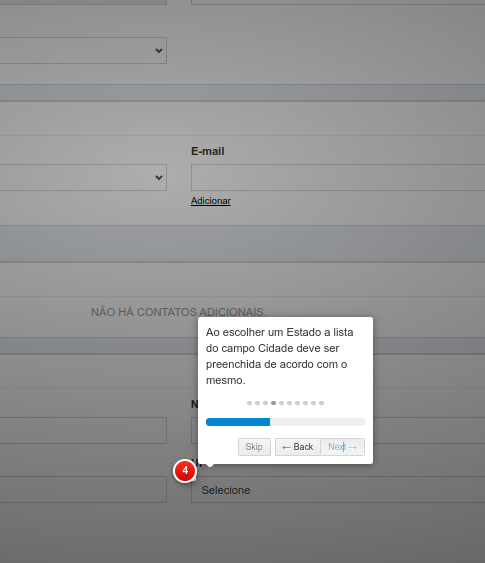 E-mail
Adicionar
NÃO HÁ CONTATOS ADICIONAIS.
Ao escolher um Estado a lista
do campo Cidade deve ser
preenchida de acordo com o
mesmo.
Skip
← Back
Next →
4
Selecione